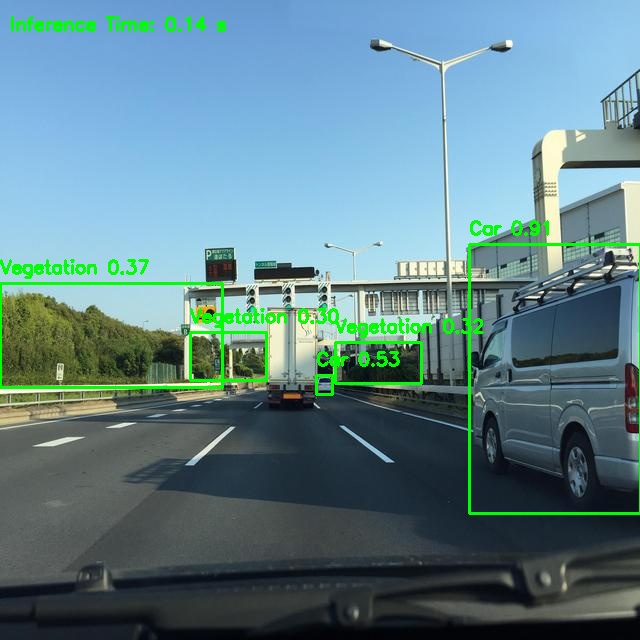 Inference Time: 0.14 s
Car 0.91
Vegetation 0.37
Vegetation 0.30
Vegetation 0.32
Car 0.53
P